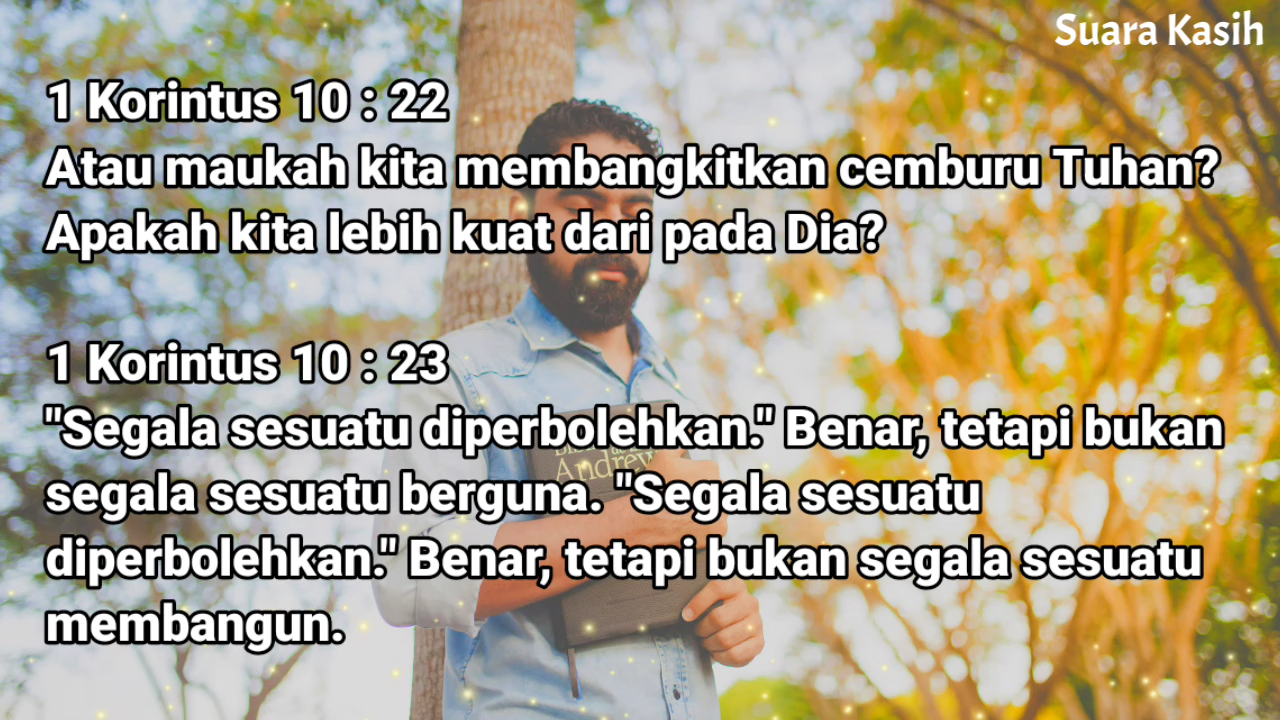 Suara Kasih
1 Korintus 10 : 22
Atau maukah kita membangkitkan cemburu Tuhan?
Apakah kita lebih kuat dari pada Dia?
1 Korintus 10 : 23
"Segala sesuatu diperbolehkan." Benar, tetapi bukan
segala sesuatu berguna. "Segala sesuatu
diperbolehkan." Benar, tetapi bukan segala sesuatu
membangun.
Andrew